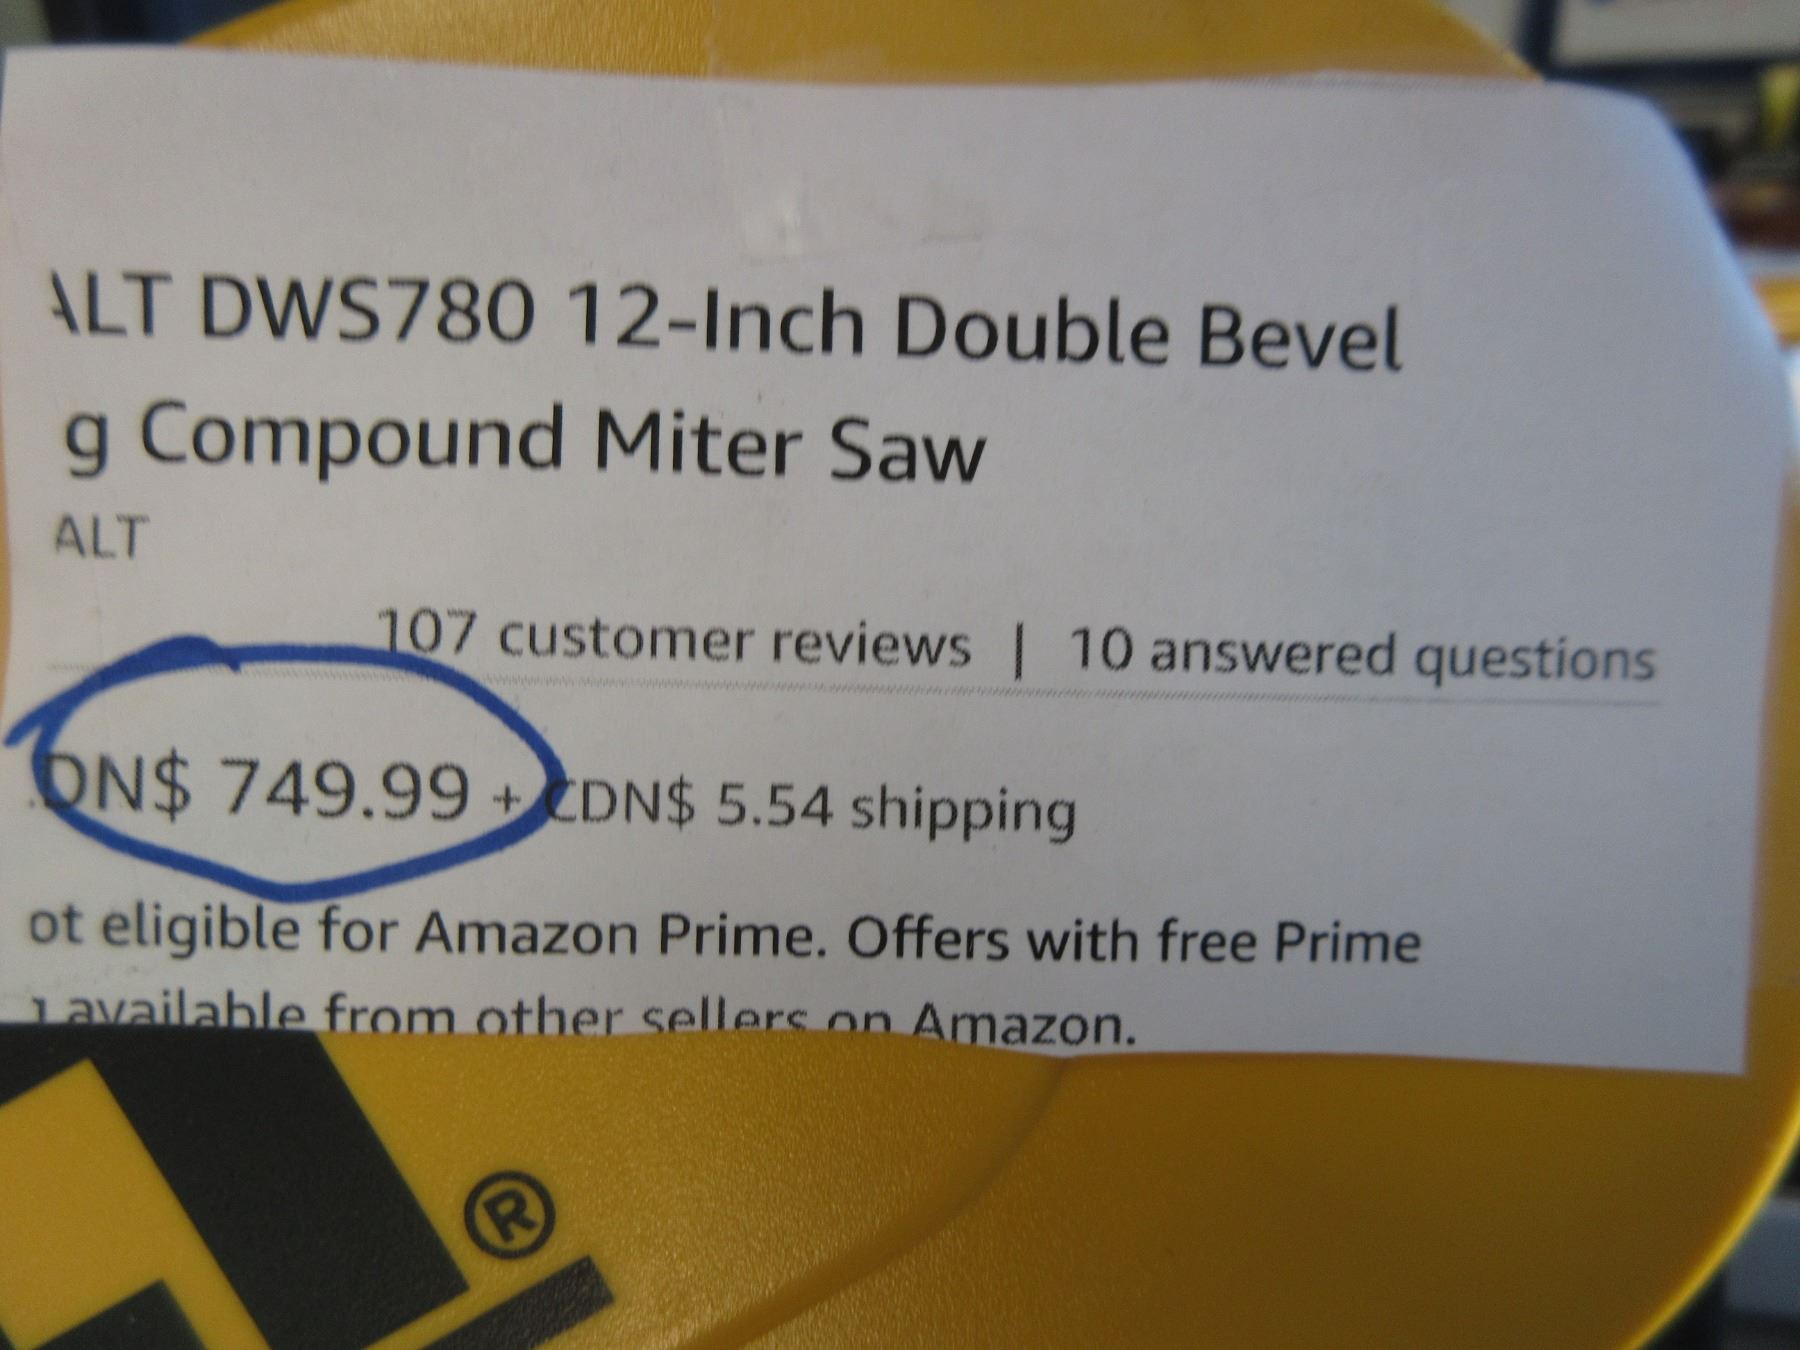 ALT DWS780 12-Inch Double Bevel
g Compound Miter Saw
ALT
107 customer reviews | 10 answered questions
DN$ 749.99 + CDN$ 5.54 shipping
ot eligible for Amazon Prime. Offers with free Prime
available from other sellers on Amazon.
®